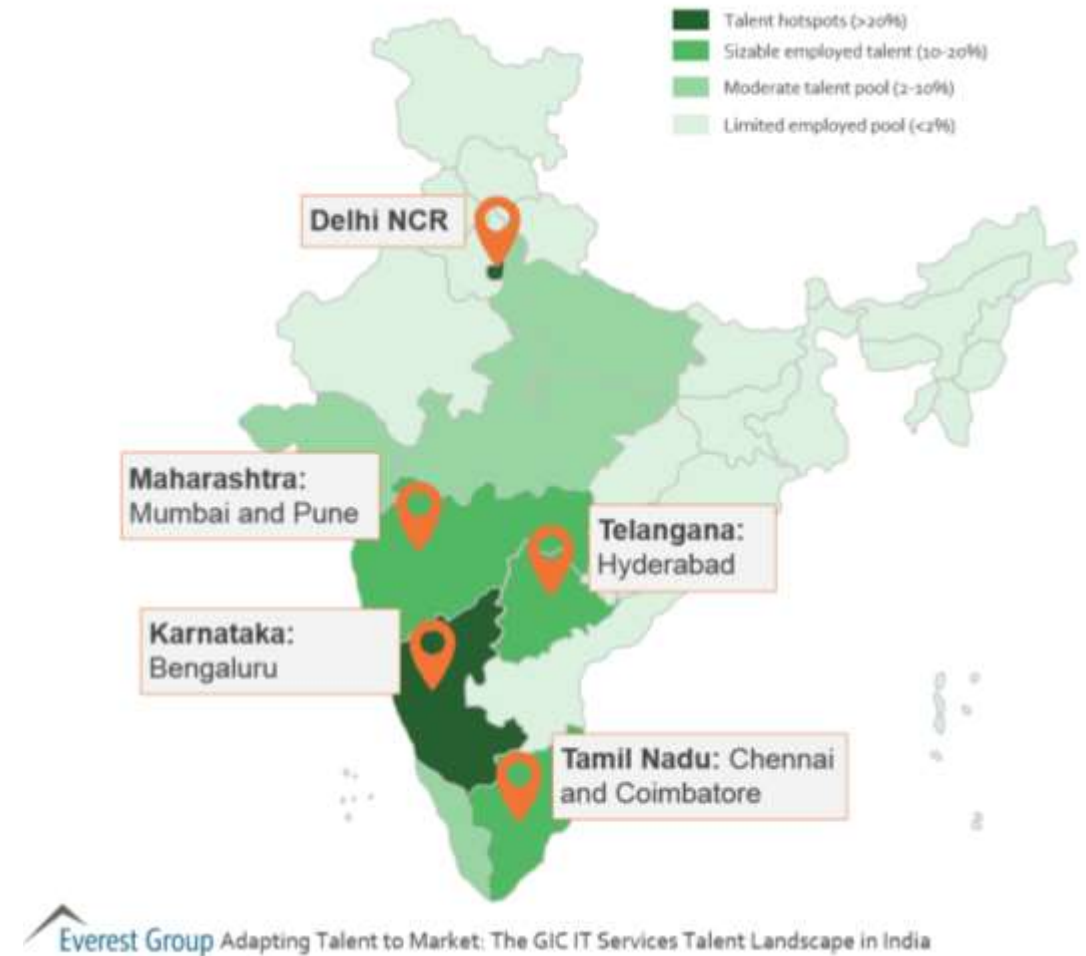 Talent hotspots (>20%)
Sizable employed talent (10-20%)
Moderate talent pool (2-10%)
Limited employed pool (<2%)
Delhi NCR
Maharashtra:
Mumbai and Pune
Telangana:
Hyderabad
Karnataka:
Bengaluru
Tamil Nadu: Chennai
and Coimbatore
Everest Group Adapting Talent to Market: The GIC IT Services Talent Landscape in India